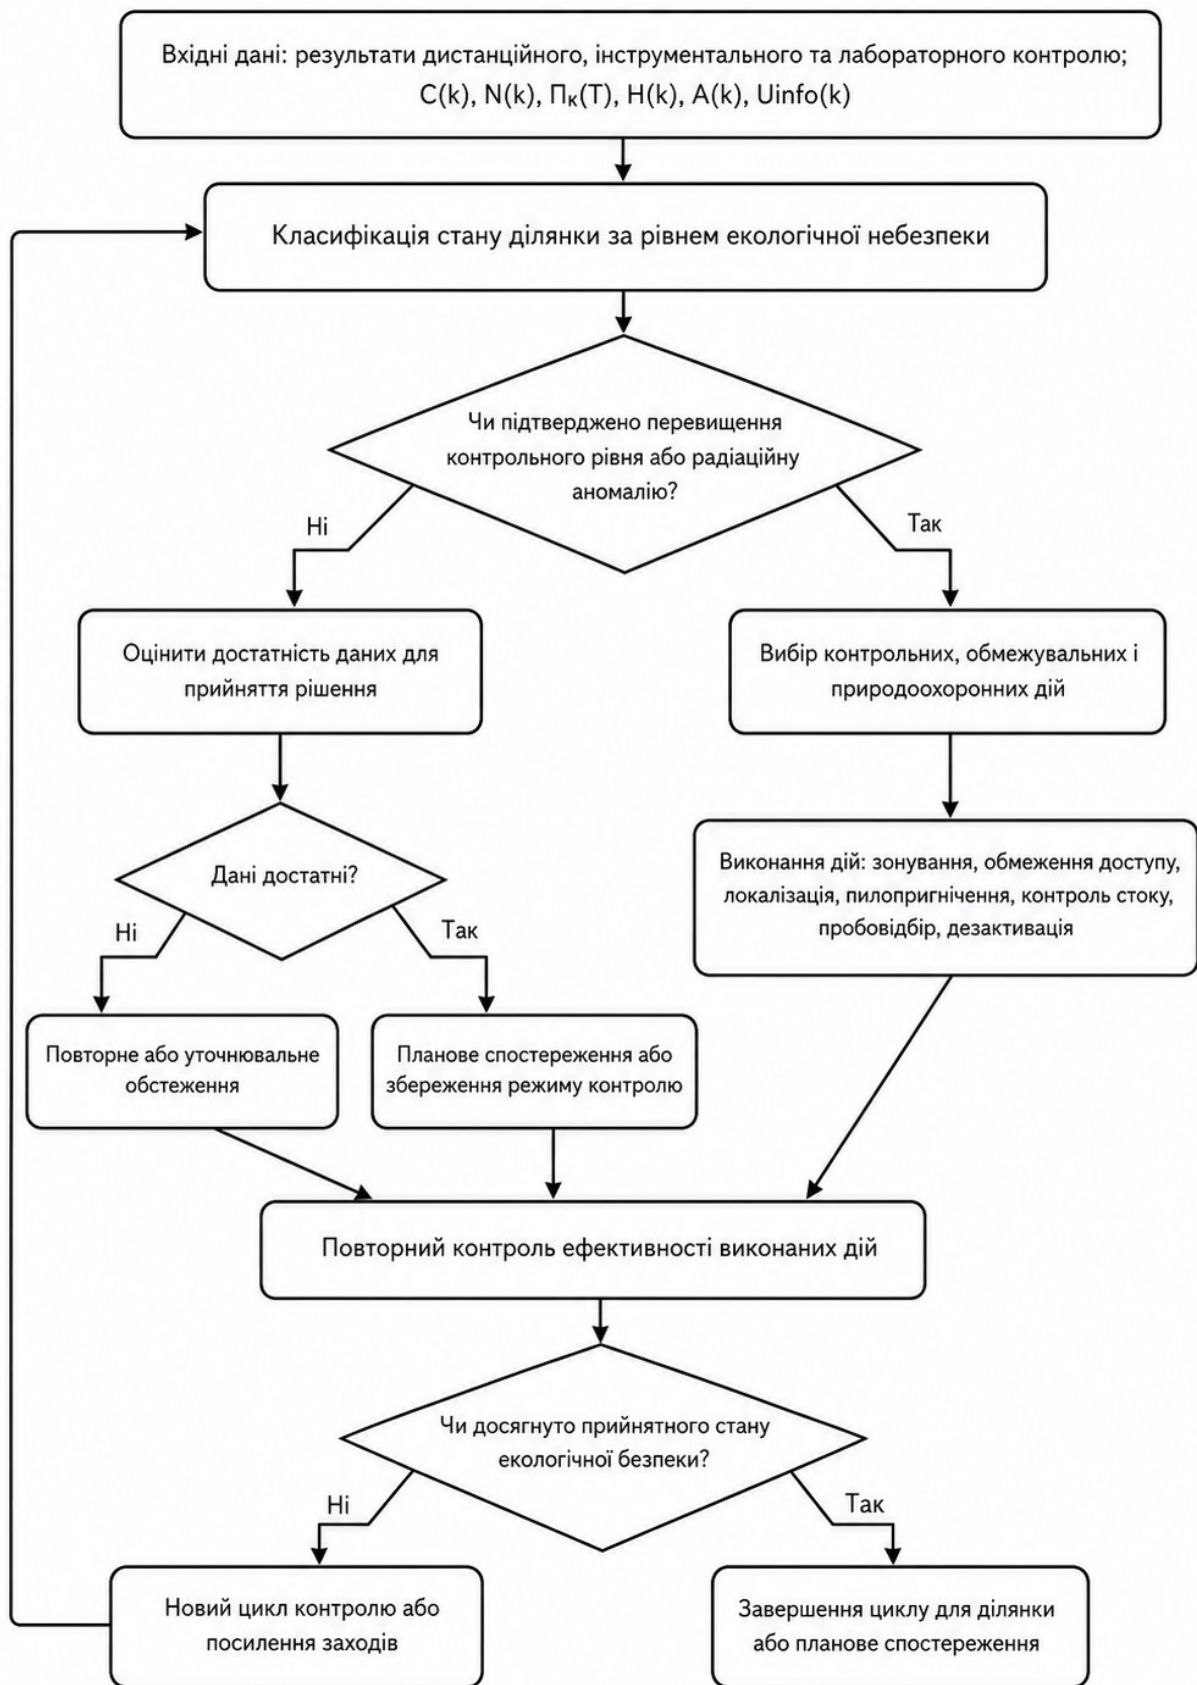 Вхідні дані: результати дистанційного, інструментального та лабораторного контролю;
C(k), N(k), Πₖ(T), H(k), A(k), Uinfo(k)
Класифікація стану ділянки за рівнем екологічної небезпеки
Чи підтверджено перевищення
контрольного рівня або радіаційну
аномалію?
Ні
Так
Оцінити достатність даних для
прийняття рішення
Вибір контрольних, обмежувальних і
природоохоронних дій
Дані достатні?
Виконання дій: зонування, обмеження доступу,
локалізація, пилопригнічення, контроль стоку,
пробовідбір, дезактивація
Ні
Так
Повторне або уточнювальне
обстеження
Планове спостереження або
збереження режиму контролю
Повторний контроль ефективності виконаних дій
Чи досягнуто прийнятного стану
екологічної безпеки?
Ні
Так
Новий цикл контролю або
посилення заходів
Завершення циклу для ділянки
або планове спостереження